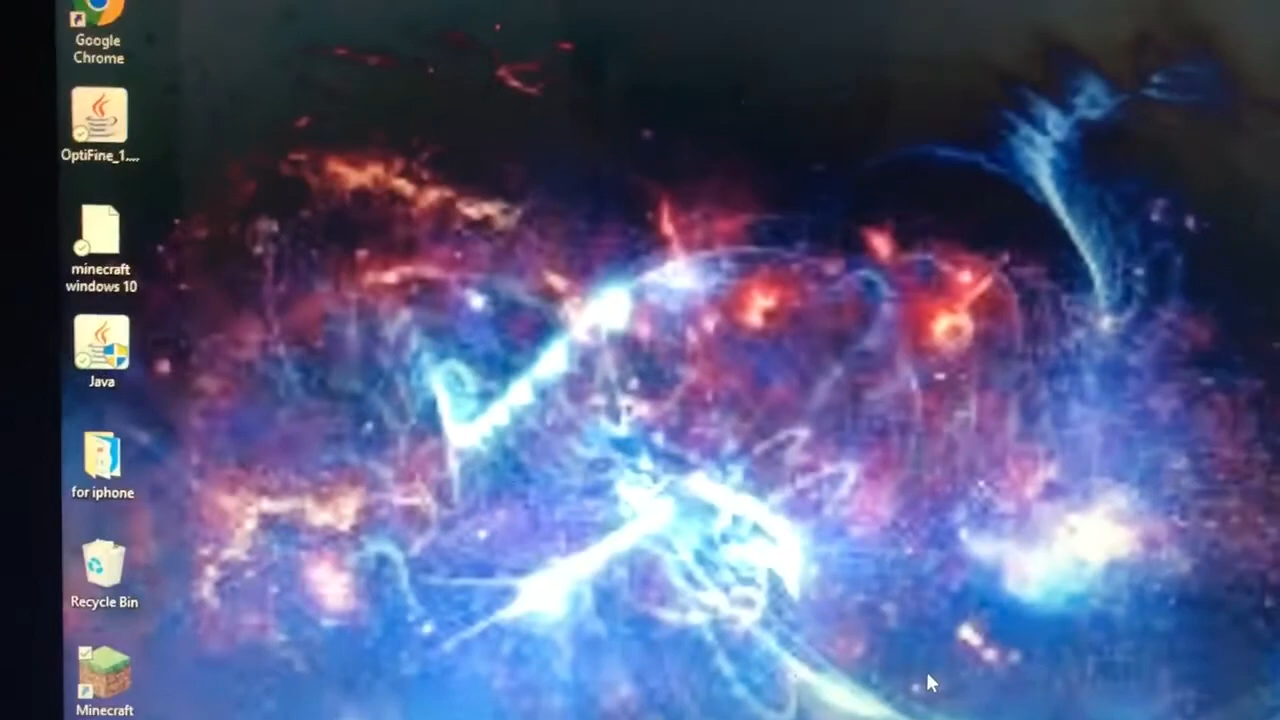 Google
Chrome
OptiFine_1....
minecraft
windows 10
Java
for iphone
Recycle Bin
Minecraft